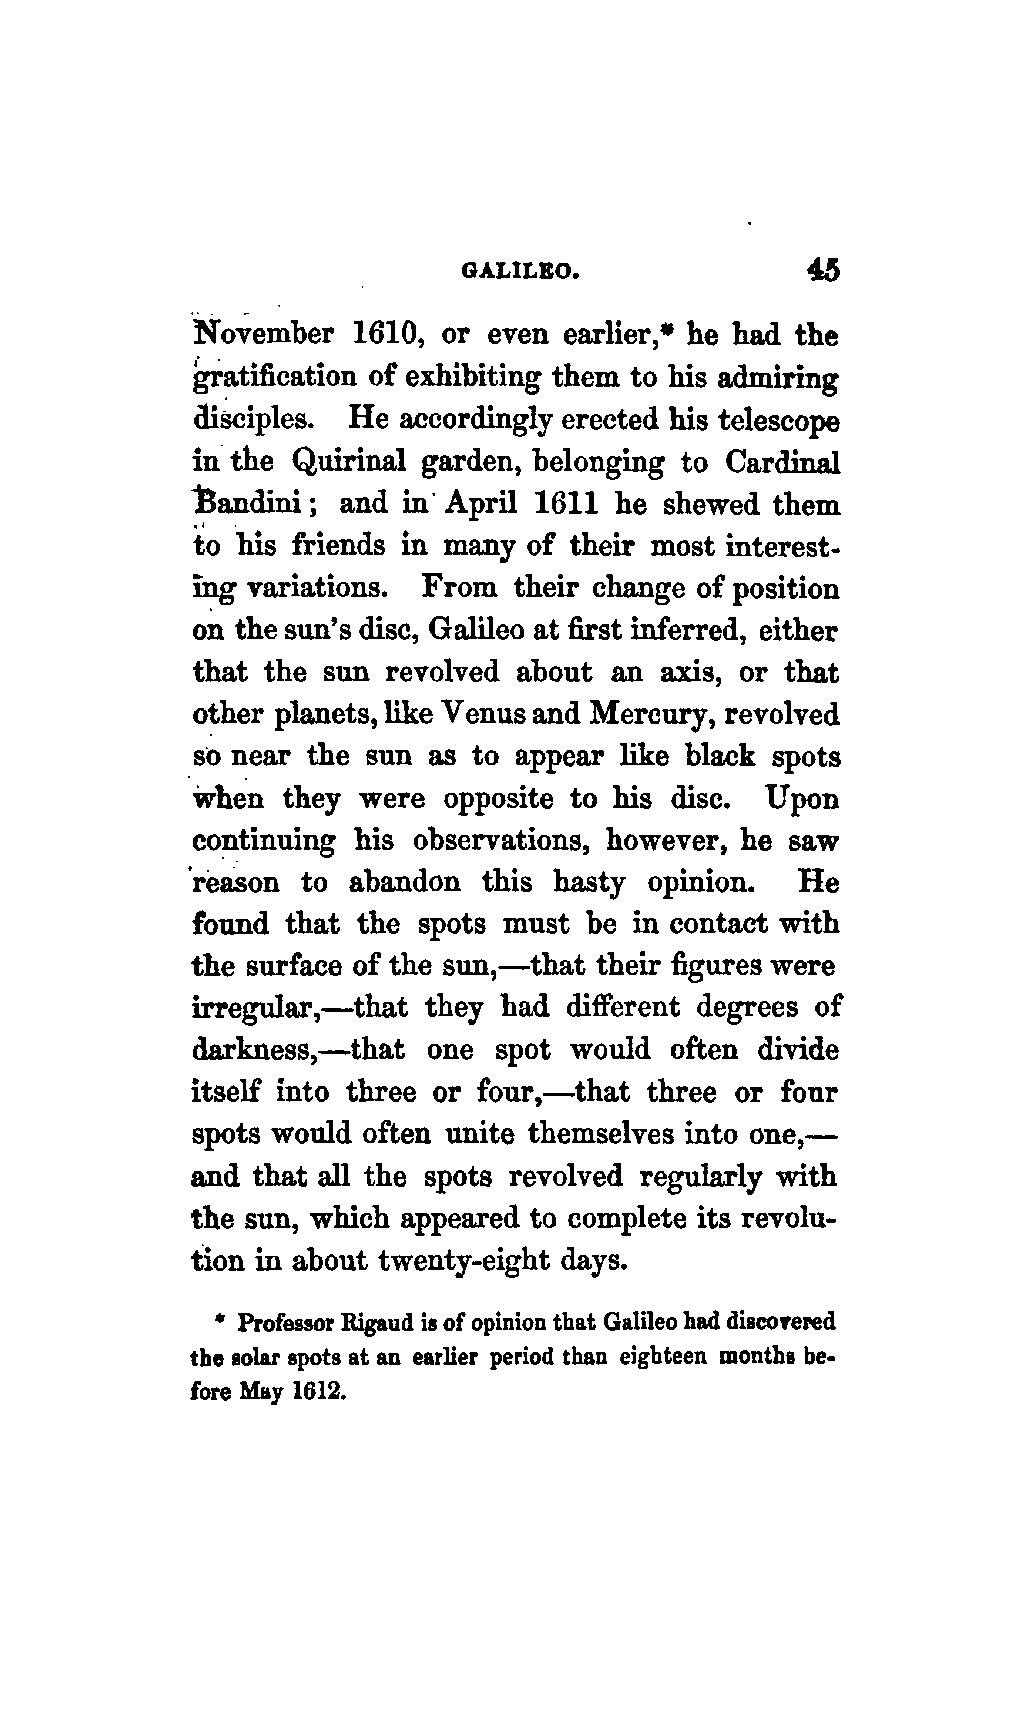 GALILEO. 45
November 1610, or even earlier,* he had the
gratification of exhibiting them to his admiring
disciples. He accordingly erected his telescope
in the Quirinal garden, belonging to Cardinal
Bandini; and in April 1611 he shewed them
to his friends in many of their most interest-
ing variations. From their change of position
on the sun's disc, Galileo at first inferred, either
that the sun revolved about an axis, or that
other planets, like Venus and Mercury, revolved
so near the sun as to appear like black spots
when they were opposite to his disc. Upon
continuing his observations, however, he saw
reason to abandon this hasty opinion. He
found that the spots must be in contact with
the surface of the sun,—that their figures were
irregular,—that they had different degrees of
darkness,—that one spot would often divide
itself into three or four,—that three or four
spots would often unite themselves into one,—
and that all the spots revolved regularly with
the sun, which appeared to complete its revolu-
tion in about twenty-eight days.
* Professor Rigaud is of opinion that Galileo had discovered
the solar spots at an earlier period than eighteen months be-
fore May 1612.